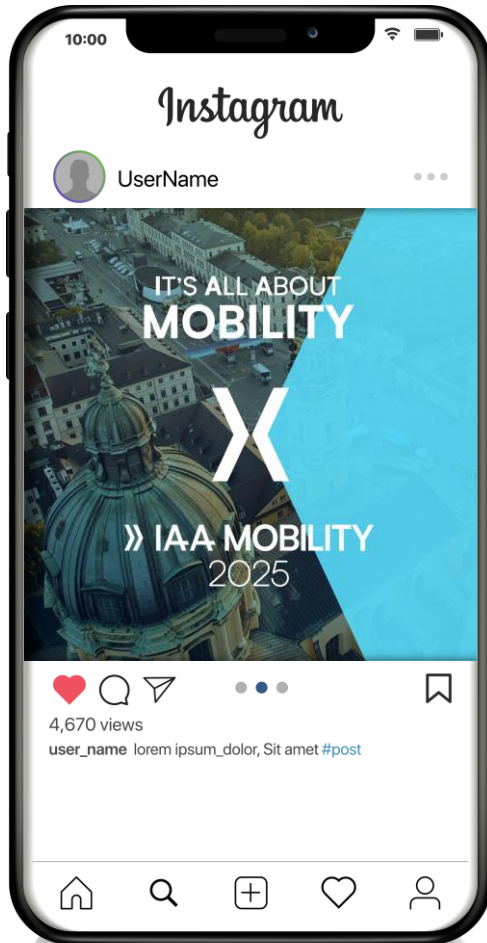 10:00
Instagram
UserName
IT'S ALL ABOUT
MOBILITY
X
» IAA MOBILITY
2025
4,670 views
user_name lorem ipsum_dolor, Sit amet #post